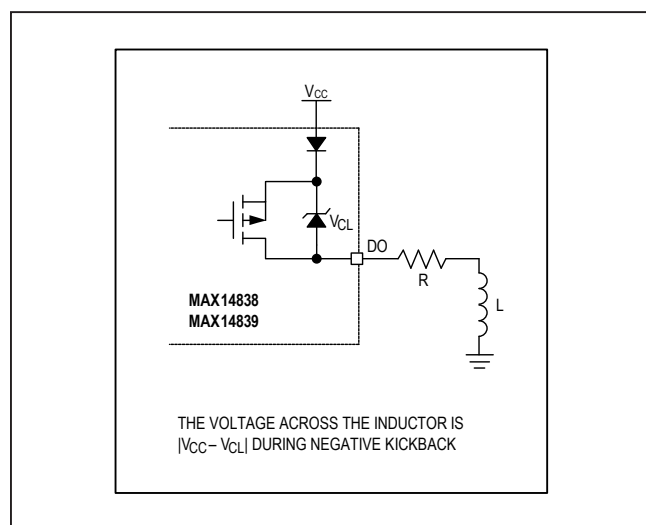 VCC
VCL
DO
R
L
MAX14838
MAX14839
THE VOLTAGE ACROSS THE INDUCTOR IS
|VCC – VCL| DURING NEGATIVE KICKBACK